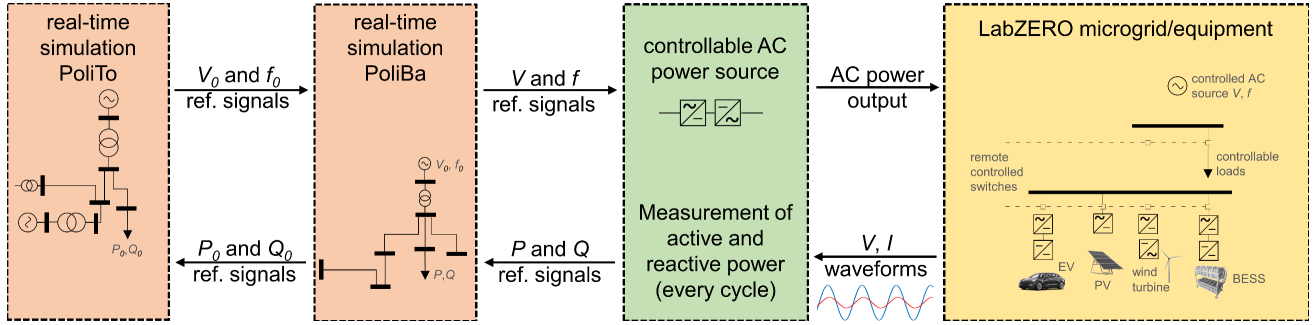 real-time
simulation
PoliTo
P₀,Q₀
V₀ and f₀
ref. signals
P₀ and Q₀
ref. signals
real-time
simulation
PoliBa
V₀, f₀
P,Q
V and f
ref. signals
P and Q
ref. signals
controllable AC
power source
Measurement of
active and
reactive power
(every cycle)
AC power
output
V, I
waveforms
LabZERO microgrid/equipment
controlled AC
source V, f
remote
controlled
switches
controllable
loads
EV
PV
wind
turbine
BESS